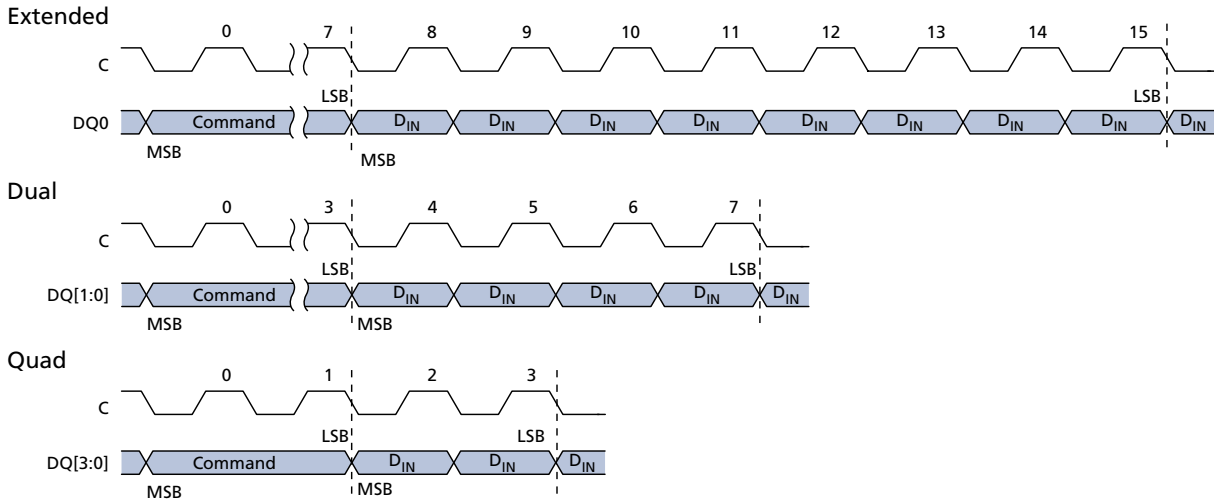 Extended
0 7 8 9 10 11 12 13 14 15
C
LSB LSB
DQ0 Command DIN DIN DIN DIN DIN DIN DIN DIN DIN
MSB MSB
Dual
0 3 4 5 6 7
C
LSB LSB
DQ[1:0] Command DIN DIN DIN DIN DIN
MSB MSB
Quad
0 1 2 3
C
LSB LSB
DQ[3:0] Command DIN DIN DIN
MSB MSB